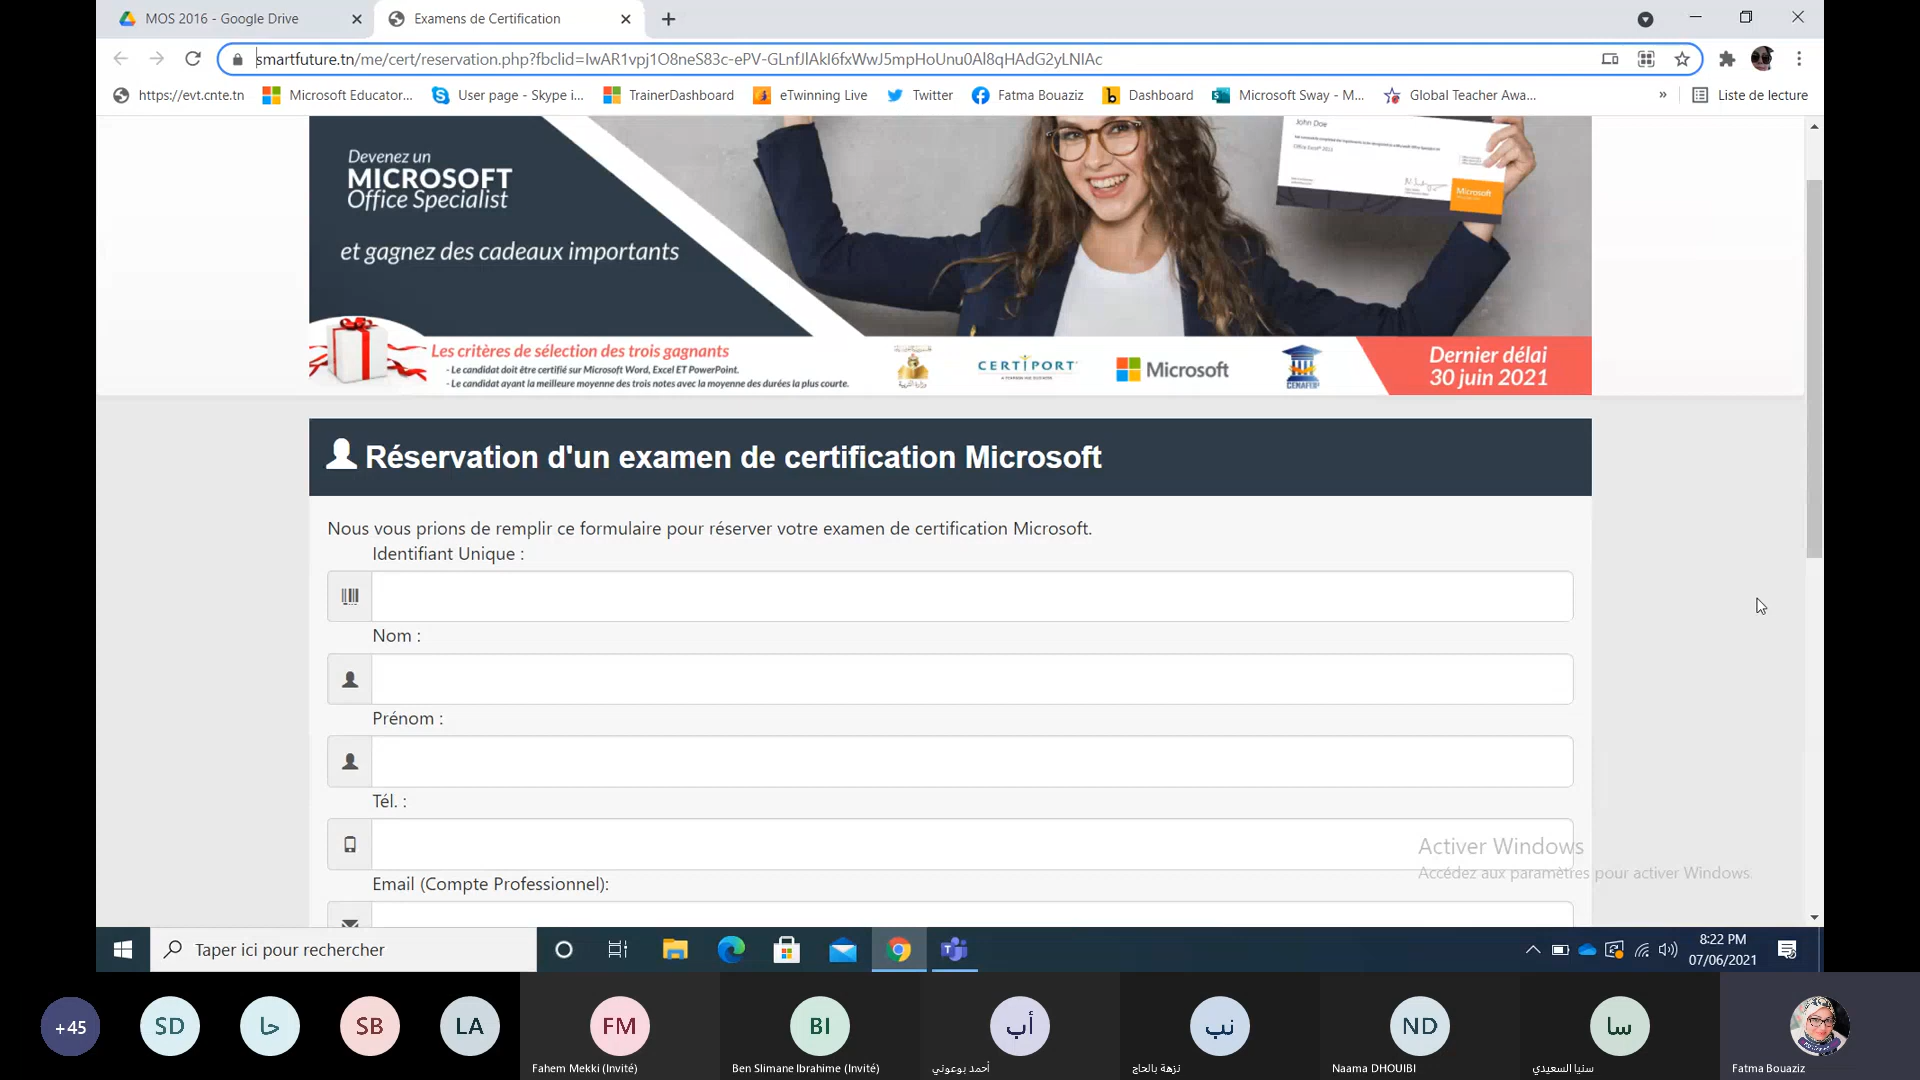 MOS 2016 - Google Drive
Examens de Certification
smartfuture.tn/me/cert/reservation.php?fbclid=IwAR1vpj1O8neS83c-ePV-GLnfJlAkI6fxWwJ5mpHoUnu0Al8qHAdG2yLNIAc
https://evt.cnte.tn
Microsoft Educator...
User page - Skype i...
TrainerDashboard
eTwinning Live
Twitter
Fatma Bouaziz
Dashboard
Microsoft Sway - M...
Global Teacher Awa...
»
Liste de lecture
Devenez un
MICROSOFT
Office Specialist
et gagnez des cadeaux importants
John Doe
Microsoft
Les critères de sélection des trois gagnants
- Le candidat doit être certifié sur Microsoft Word, Excel ET PowerPoint.
- Le candidat ayant la meilleure moyenne des trois notes avec la moyenne des durées la plus courte.
CERTIPORT
Microsoft
CENAFFIP
Dernier délai
30 juin 2021
Réservation d'un examen de certification Microsoft
Nous vous prions de remplir ce formulaire pour réserver votre examen de certification Microsoft.
Identifiant Unique :
Nom :
Prénom :
Tél. :
Email (Compte Professionnel):
Activer Windows
Accédez aux paramètres pour activer Windows.
Taper ici pour rechercher
8:22 PM
07/06/2021
+45
SD
حا
SB
LA
FM
Fahem Mekki (Invité)
BI
Ben Slimane Ibrahime (Invité)
أب
أحمد بوعوني
نب
نزهة بالحاج
ND
Naama DHOUIBI
سا
سنيا السعيدي
Fatma Bouaziz